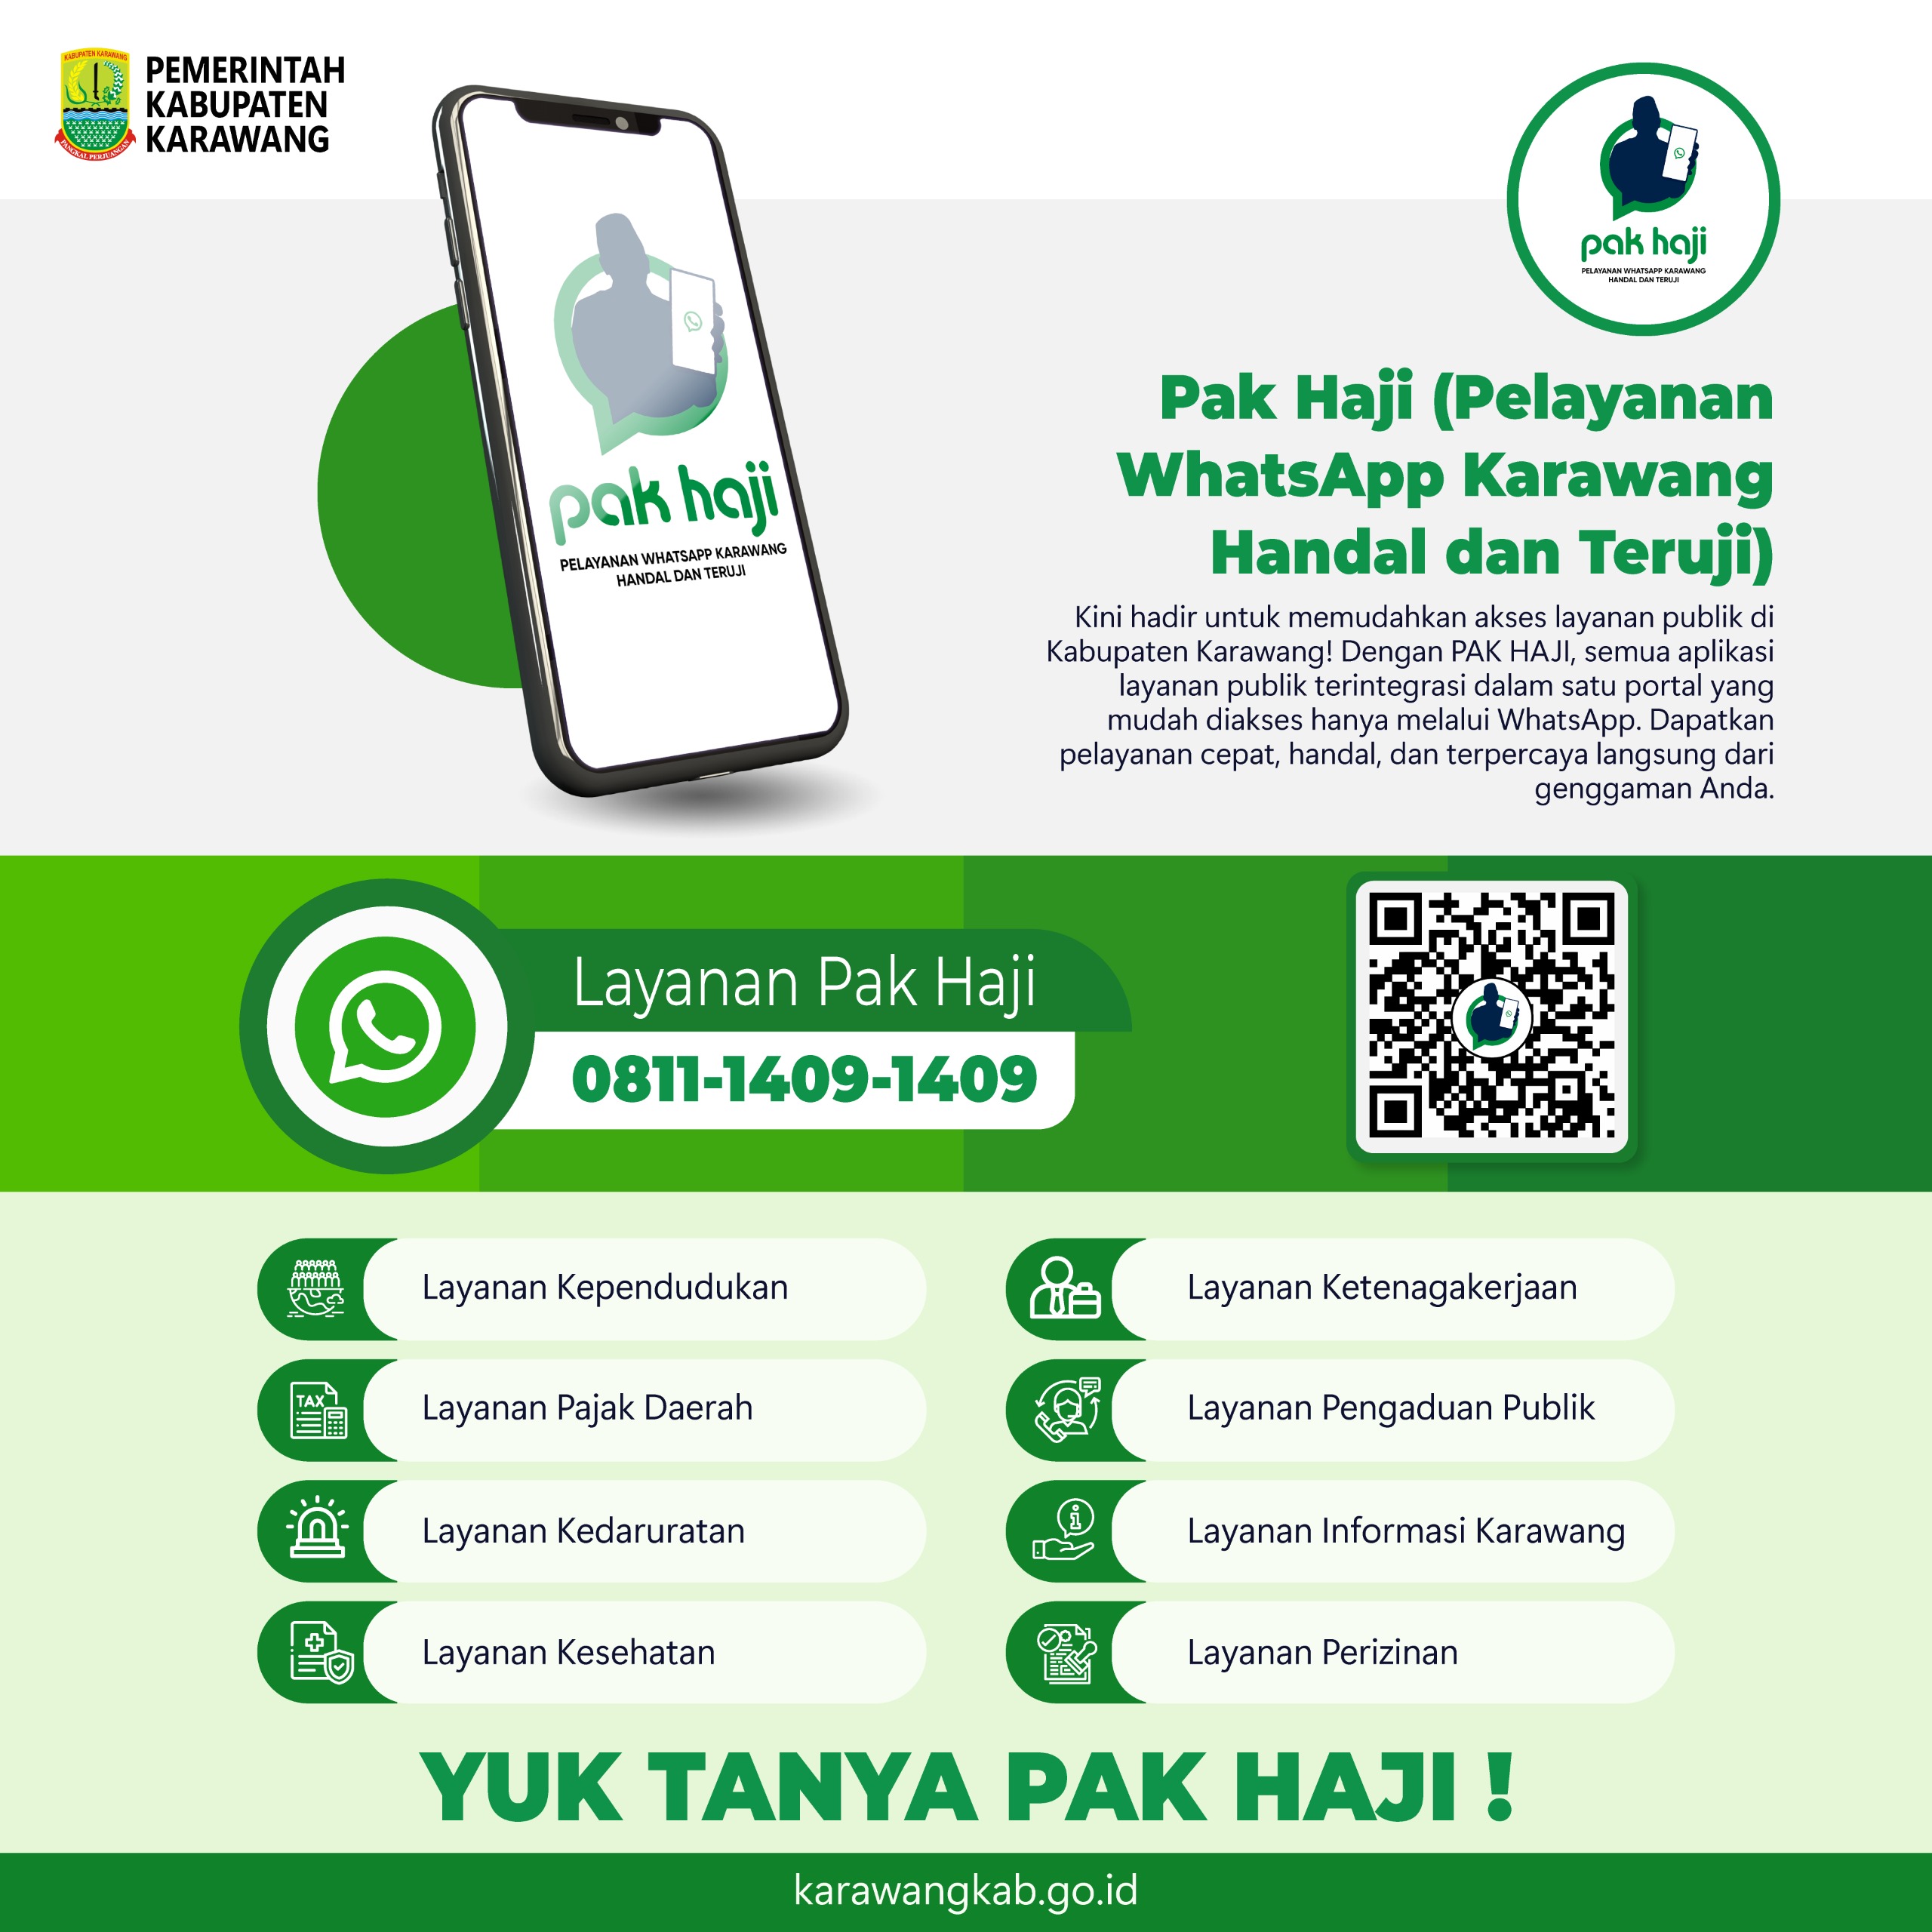 KABUPATEN KARAWANG
PANGKAL PERJUANGAN
PEMERINTAH
KABUPATEN
KARAWANG
pak haji
PELAYANAN WHATSAPP KARAWANG
HANDAL DAN TERUJI
pak haji
PELAYANAN WHATSAPP KARAWANG
HANDAL DAN TERUJI
Pak Haji (Pelayanan
WhatsApp Karawang
Handal dan Teruji)
Kini hadir untuk memudahkan akses layanan publik di
Kabupaten Karawang! Dengan PAK HAJI, semua aplikasi
layanan publik terintegrasi dalam satu portal yang
mudah diakses hanya melalui WhatsApp. Dapatkan
pelayanan cepat, handal, dan terpercaya langsung dari
genggaman Anda.
Layanan Pak Haji
0811-1409-1409
Layanan Kependudukan
TAX
Layanan Pajak Daerah
Layanan Kedaruratan
Layanan Kesehatan
Layanan Ketenagakerjaan
Layanan Pengaduan Publik
Layanan Informasi Karawang
Layanan Perizinan
YUK TANYA PAK HAJI !
karawangkab.go.id